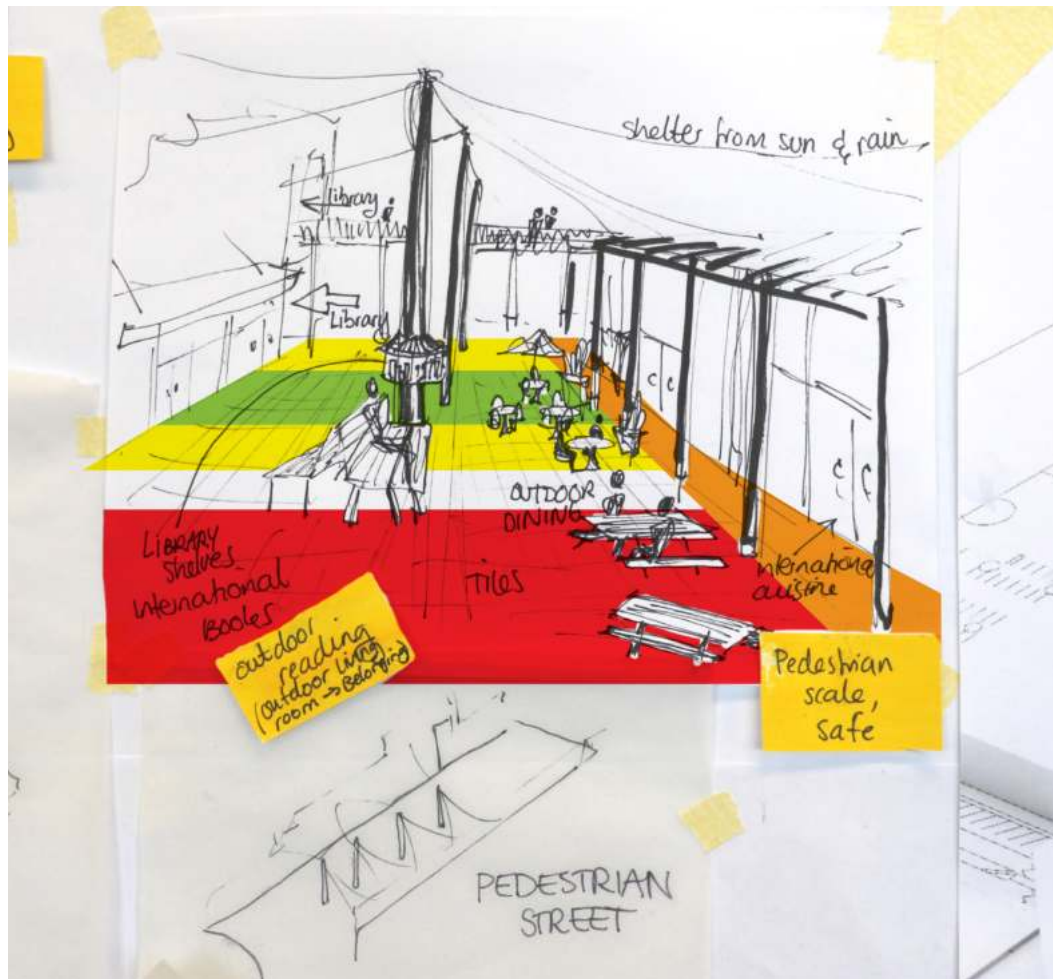 shelter from sun & rain
Library
Library
OUTDOOR
DINING
LIBRARY
shelves
International
Books
TILES
international
cuisine
outdoor
reading
(outdoor living
room → Belonging)
Pedestrian
scale,
safe
PEDESTRIAN
STREET